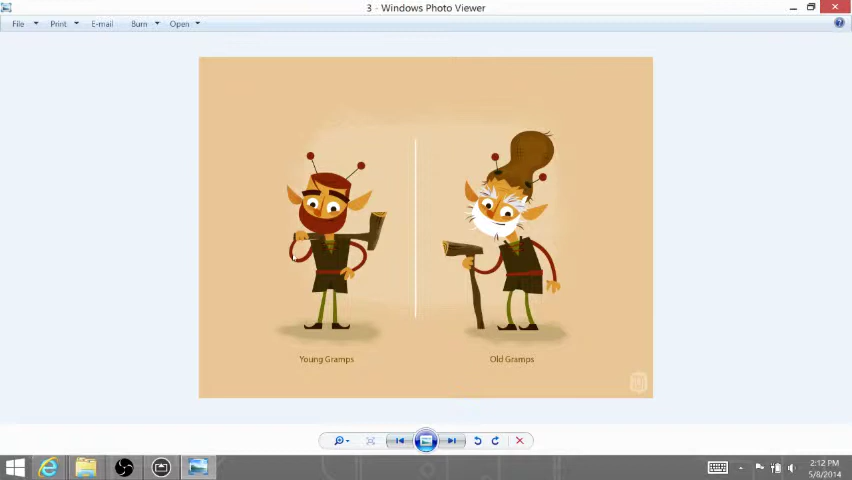 3 - Windows Photo Viewer
File Print E-mail Burn Open
Young Gramps
Old Gramps
2:12 PM
5/8/2014